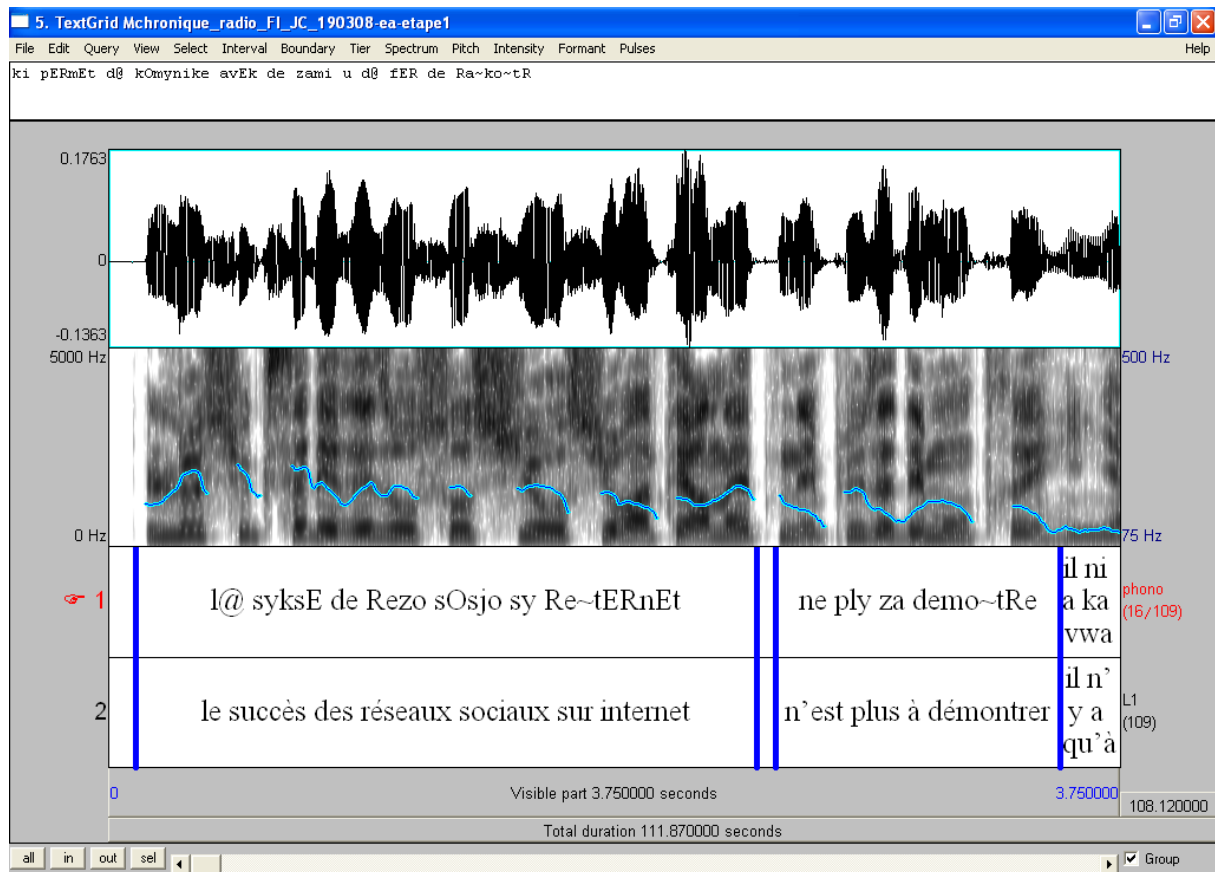 5. TextGrid Mchronique_radio_FI_JC_190308-ea-etape1
File Edit Query View Select Interval Boundary Tier Spectrum Pitch Intensity Formant Pulses Help
ki pERmEt d@ kOmynike avEk de zami u d@ fER de Ra~ko~tR
0.1763
0
-0.1363
5000 Hz
500 Hz
0 Hz
75 Hz
1
l@ syksE de Rezo sOsjo sy Re~tERnEt
ne ply za demo~tRe
il ni
a ka
vwa
phono
(16/109)
2
le succès des réseaux sociaux sur internet
n’est plus à démontrer
il n’
y a
qu’à
L1
(109)
0 Visible part 3.750000 seconds 3.750000
108.120000
Total duration 111.870000 seconds
all in out sel Group